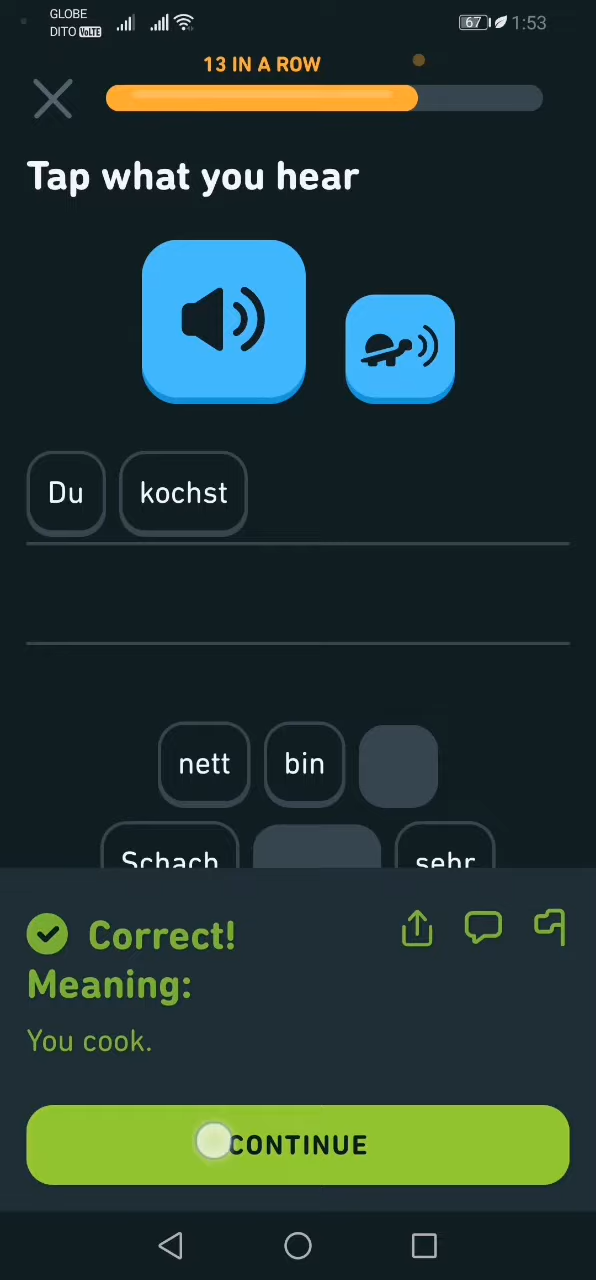 GLOBE
DITO VoLTE
67 1:53
13 IN A ROW
Tap what you hear
Du kochst
nett bin
Schach sehr
Correct!
Meaning:
You cook.
CONTINUE